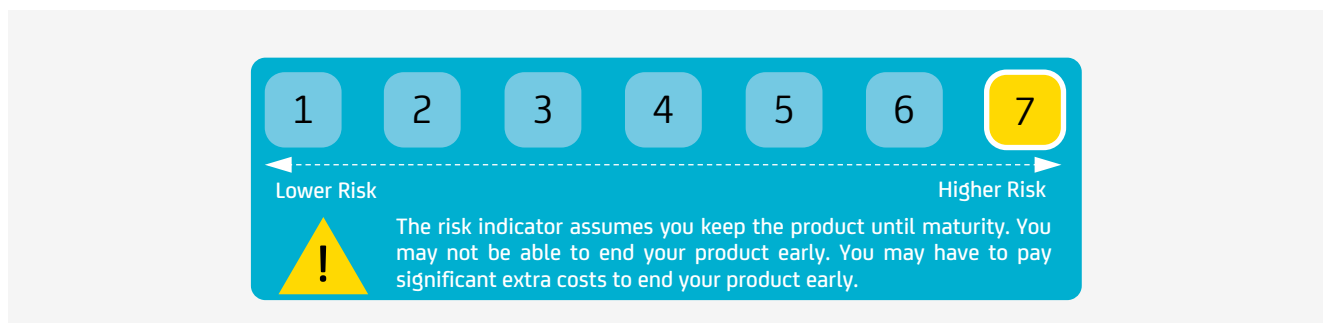 1 2 3 4 5 6 7
Lower Risk Higher Risk
The risk indicator assumes you keep the product until maturity. You
may not be able to end your product early. You may have to pay
significant extra costs to end your product early.
!